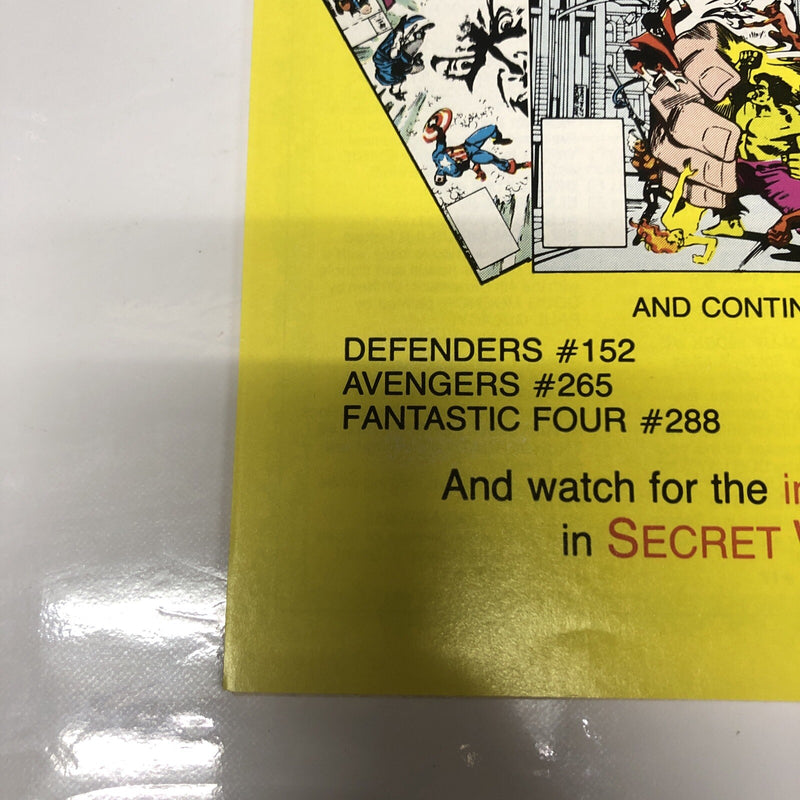 AND CONTIN
DEFENDERS #152
AVENGERS #265
FANTASTIC FOUR #288
And watch for the
in SECRET